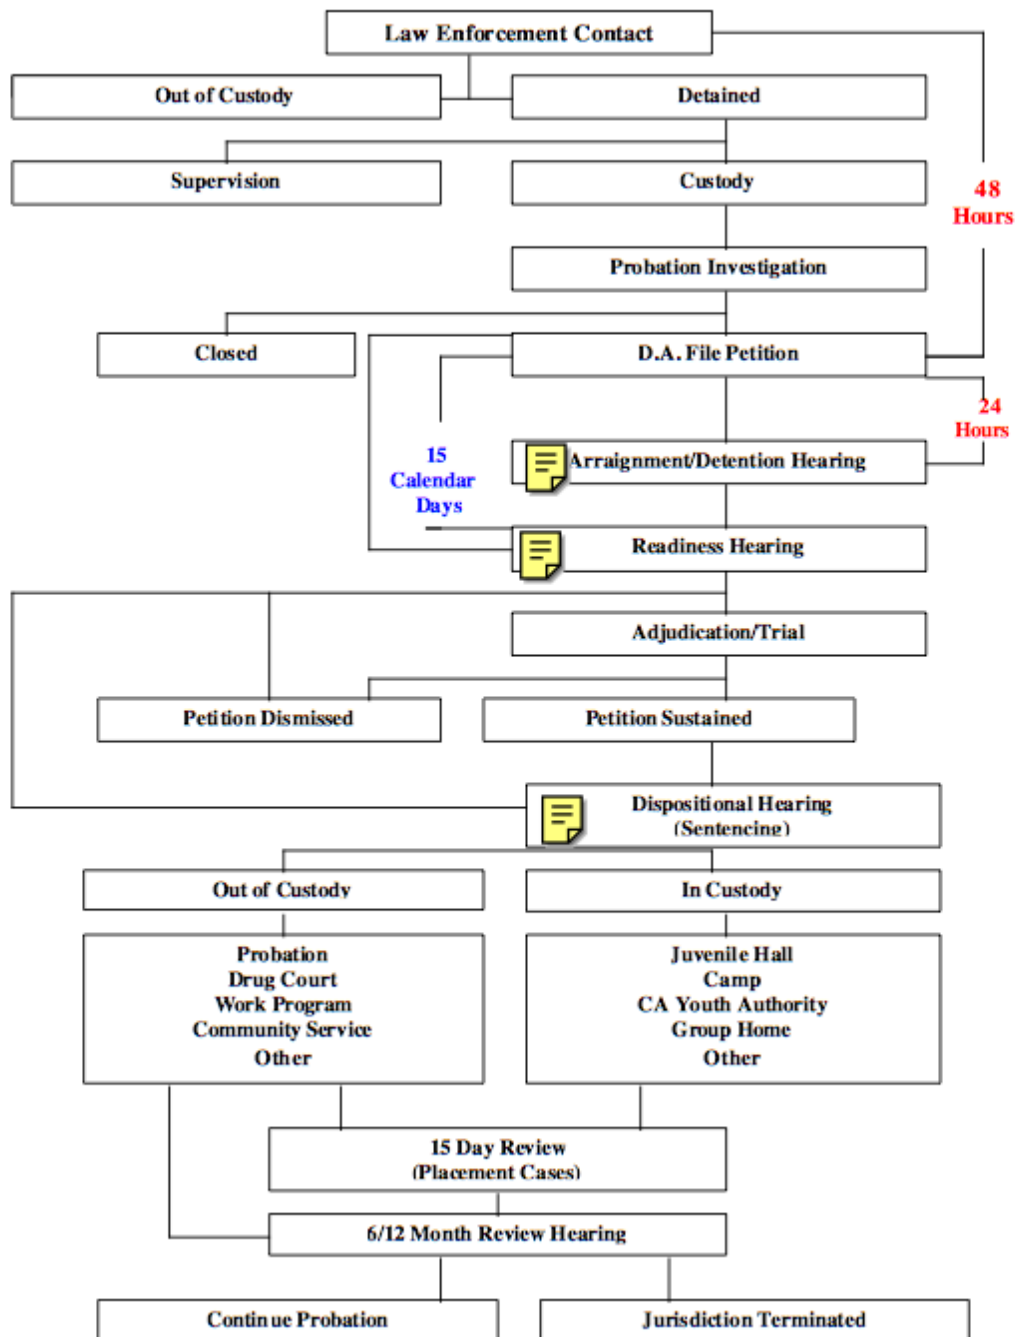 Law Enforcement Contact
Out of Custody
Detained
Supervision
Custody
48
Hours
Probation Investigation
Closed
D.A. File Petition
24
Hours
15
Calendar
Days
Arraignment/Detention Hearing
Readiness Hearing
Adjudication/Trial
Petition Dismissed
Petition Sustained
Dispositional Hearing
(Sentencing)
Out of Custody
In Custody
Probation
Drug Court
Work Program
Community Service
Other
Juvenile Hall
Camp
CA Youth Authority
Group Home
Other
15 Day Review
(Placement Cases)
6/12 Month Review Hearing
Continue Probation
Jurisdiction Terminated